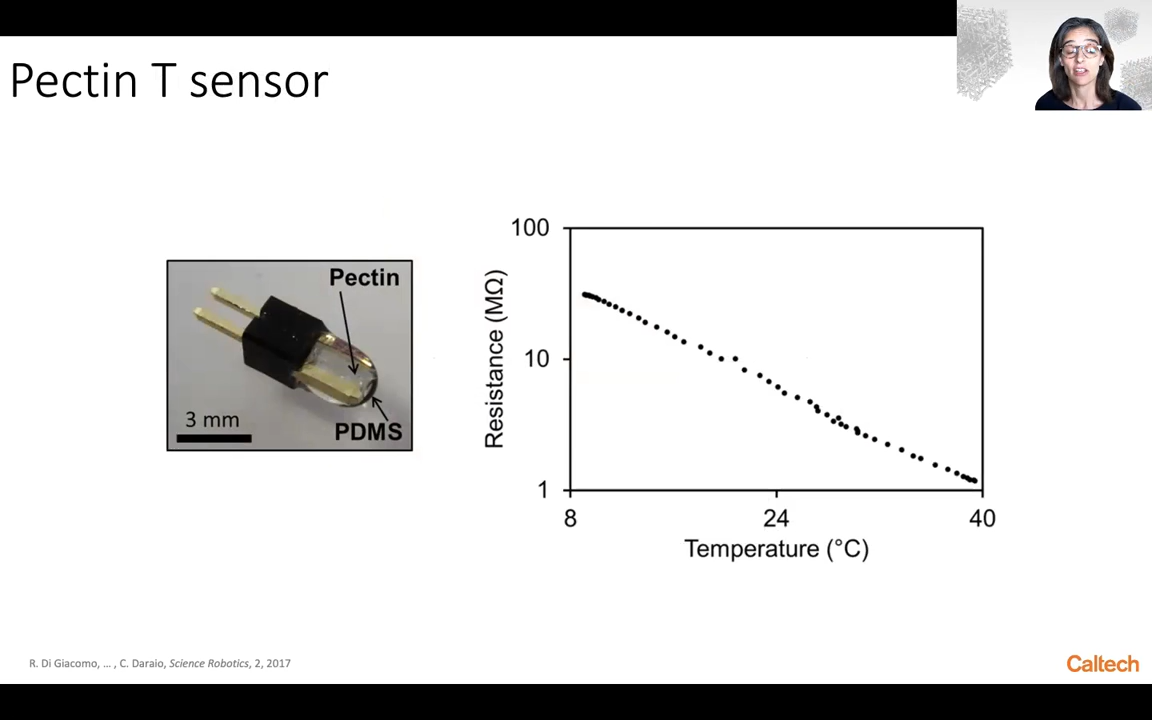 Pectin T sensor
Pectin
3 mm
PDMS
100
10
1
Resistance (MΩ)
8
24
40
Temperature (°C)
R. Di Giacomo, ... , C. Daraio, Science Robotics, 2, 2017
Caltech